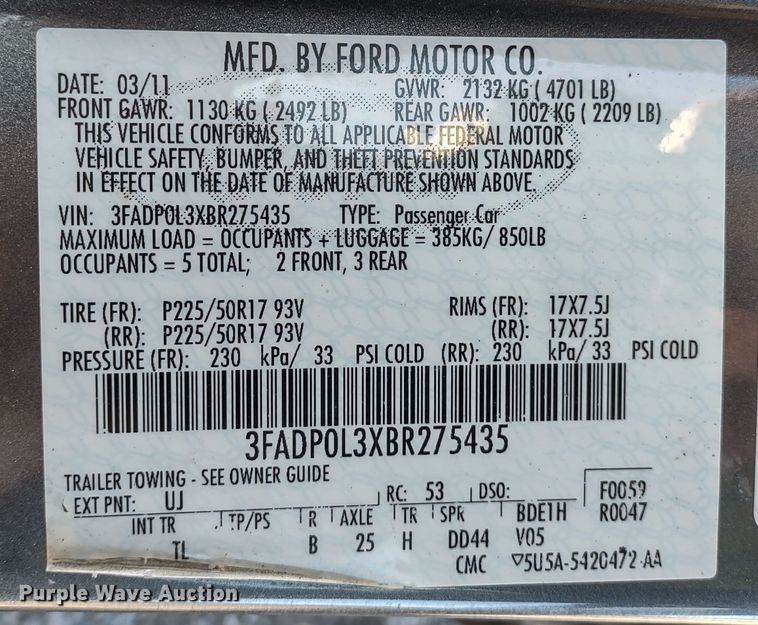 MFD. BY FORD MOTOR CO.
DATE: 03/11 GVWR: 2132 KG ( 4701 LB)
FRONT GAWR: 1130 KG ( 2492 LB) REAR GAWR: 1002 KG ( 2209 LB)
THIS VEHICLE CONFORMS TO ALL APPLICABLE FEDERAL MOTOR
VEHICLE SAFETY, BUMPER, AND THEFT PREVENTION STANDARDS
IN EFFECT ON THE DATE OF MANUFACTURE SHOWN ABOVE.
VIN: 3FADP0L3XBR275435 TYPE: Passenger Car
MAXIMUM LOAD = OCCUPANTS + LUGGAGE = 385KG/ 850LB
OCCUPANTS = 5 TOTAL; 2 FRONT, 3 REAR
TIRE (FR): P225/50R17 93V RIMS (FR): 17X7.5J
(RR): P225/50R17 93V (RR): 17X7.5J
PRESSURE (FR): 230 kPa/ 33 PSI COLD (RR): 230 kPa/ 33 PSI COLD
3FADP0L3XBR275435
TRAILER TOWING - SEE OWNER GUIDE
EXT PNT: UJ RC: 53 DSO: F0059
INT TR TP/PS R AXLE TR SPR BDE1H R0047
TL B 25 H DD44 V05
CMC ▽5U5A-5420472-AA
Purple Wave Auction